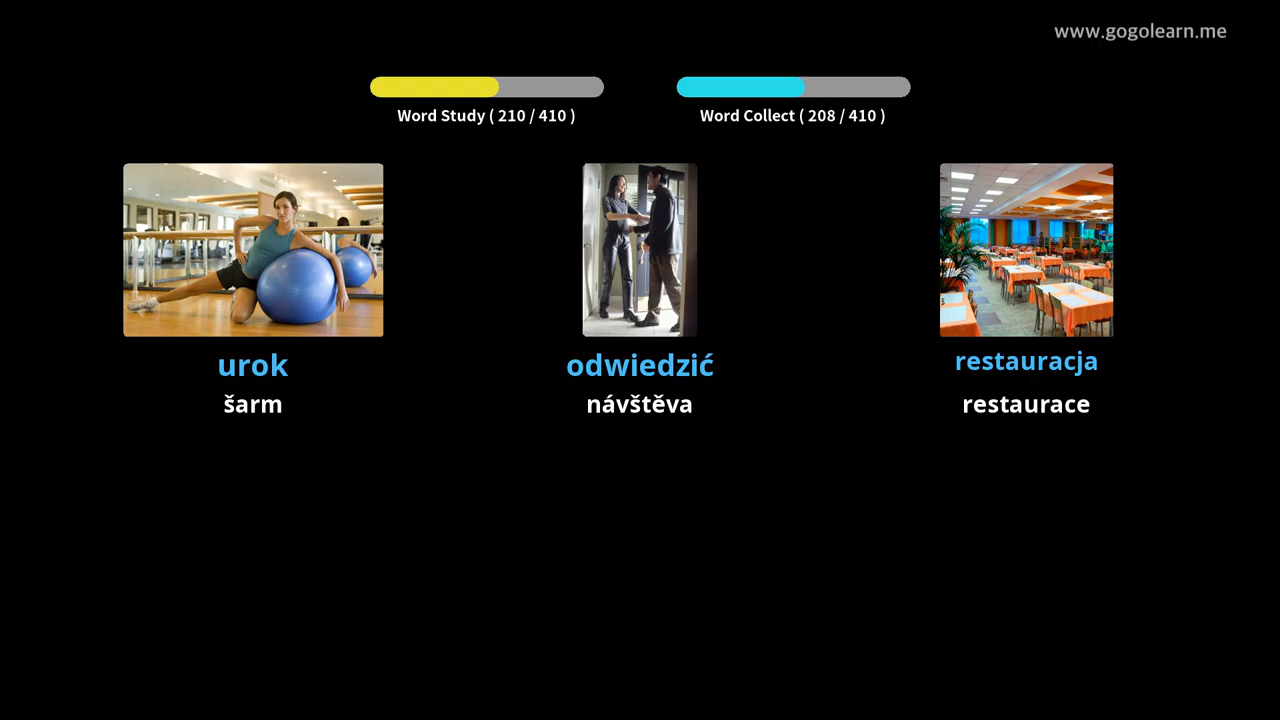 www.gogolearn.me
Word Study ( 210 / 410 )
Word Collect ( 208 / 410 )
urok
odwiedzić
restauracja
šarm
návštěva
restaurace